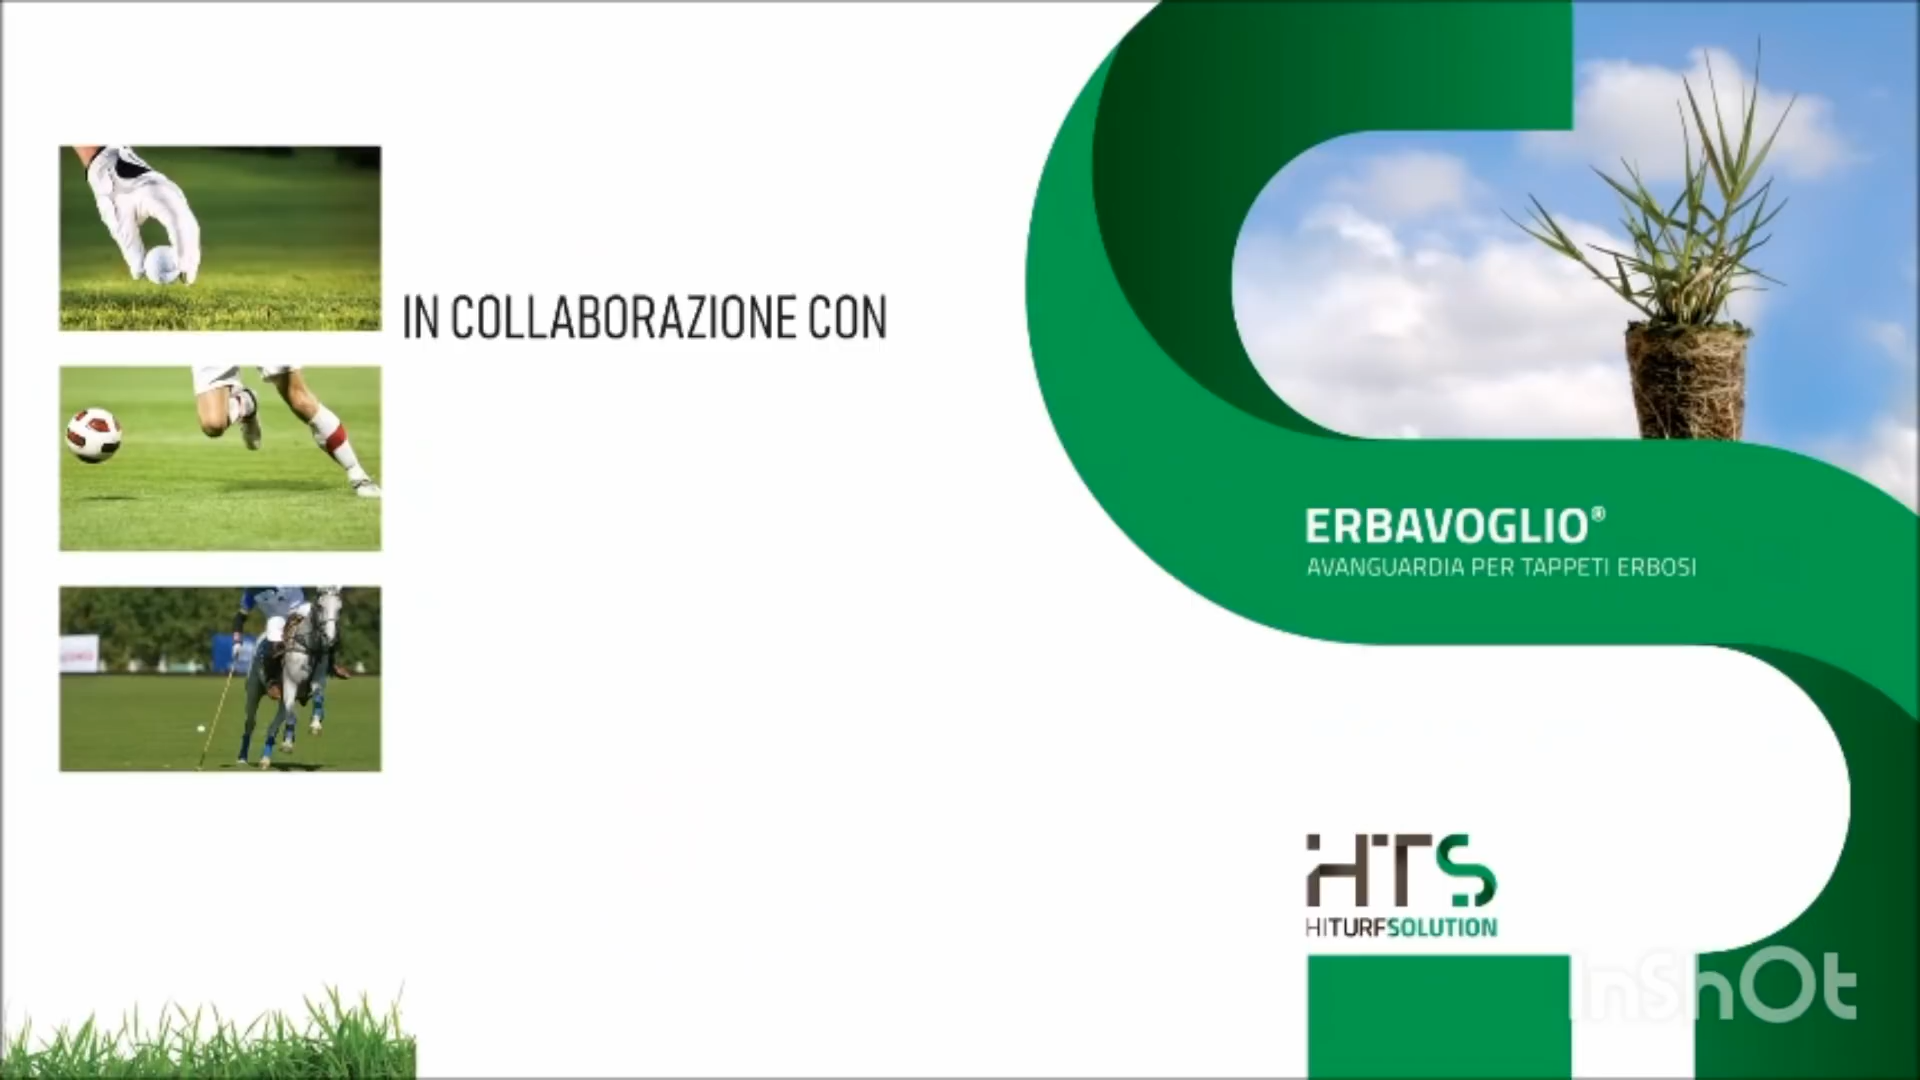 IN COLLABORAZIONE CON
ERBAVOGLIO®
AVANGUARDIA PER TAPPETI ERBOSI
HTS
HITURFSOLUTION
InShOt